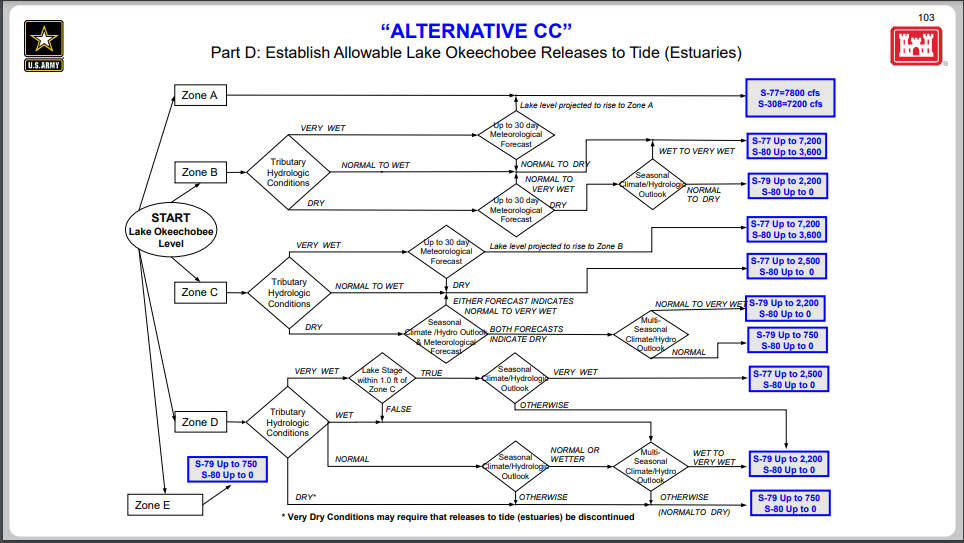 103
“ALTERNATIVE CC”
Part D: Establish Allowable Lake Okeechobee Releases to Tide (Estuaries)
U.S.ARMY
®
Zone A
Lake level projected to rise to Zone A
S-77=7800 cfs
S-308=7200 cfs
VERY WET
Up to 30 day
Meteorological
Forecast
Zone B
Tributary
Hydrologic
Conditions
NORMAL TO WET
NORMAL TO DRY
WET TO VERY WET
S-77 Up to 7,200
S-80 Up to 3,600
NORMAL TO
VERY WET
DRY
Up to 30 day
Meteorological
Forecast
DRY
Seasonal
Climate/Hydrologic
Outlook
NORMAL
TO DRY
S-79 Up to 2,200
S-80 Up to 0
START
Lake Okeechobee
Level
Zone C
Tributary
Hydrologic
Conditions
VERY WET
Up to 30 day
Meteorological
Forecast
Lake level projected to rise to Zone B
S-77 Up to 7,200
S-80 Up to 3,600
NORMAL TO WET
DRY
S-77 Up to 2,500
S-80 Up to 0
EITHER FORECAST INDICATES
NORMAL TO VERY WET
DRY
Seasonal
Climate /Hydro Outlook
& Meteorological
Forecast
BOTH FORECASTS
INDICATE DRY
Multi-
Seasonal
Climate/Hydro
Outlook
NORMAL TO VERY WET
S-79 Up to 2,200
S-80 Up to 0
NORMAL
S-79 Up to 750
S-80 Up to 0
Zone D
Tributary
Hydrologic
Conditions
VERY WET
Lake Stage
within 1.0 ft of
Zone C
TRUE
Seasonal
Climate/Hydrologic
Outlook
VERY WET
S-77 Up to 2,500
S-80 Up to 0
FALSE
OTHERWISE
WET
NORMAL
Seasonal
Climate/Hydrologic
Outlook
NORMAL OR
WETTER
Multi-
Seasonal
Climate/Hydro
Outlook
WET TO
VERY WET
S-79 Up to 2,200
S-80 Up to 0
DRY*
OTHERWISE
OTHERWISE
(NORMALTO DRY)
S-79 Up to 750
S-80 Up to 0
S-79 Up to 750
S-80 Up to 0
Zone E
* Very Dry Conditions may require that releases to tide (estuaries) be discontinued